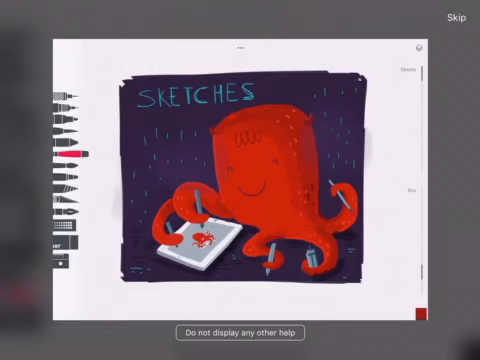 Skip
Opacity
SKETCHES
Size
Do not display any other help